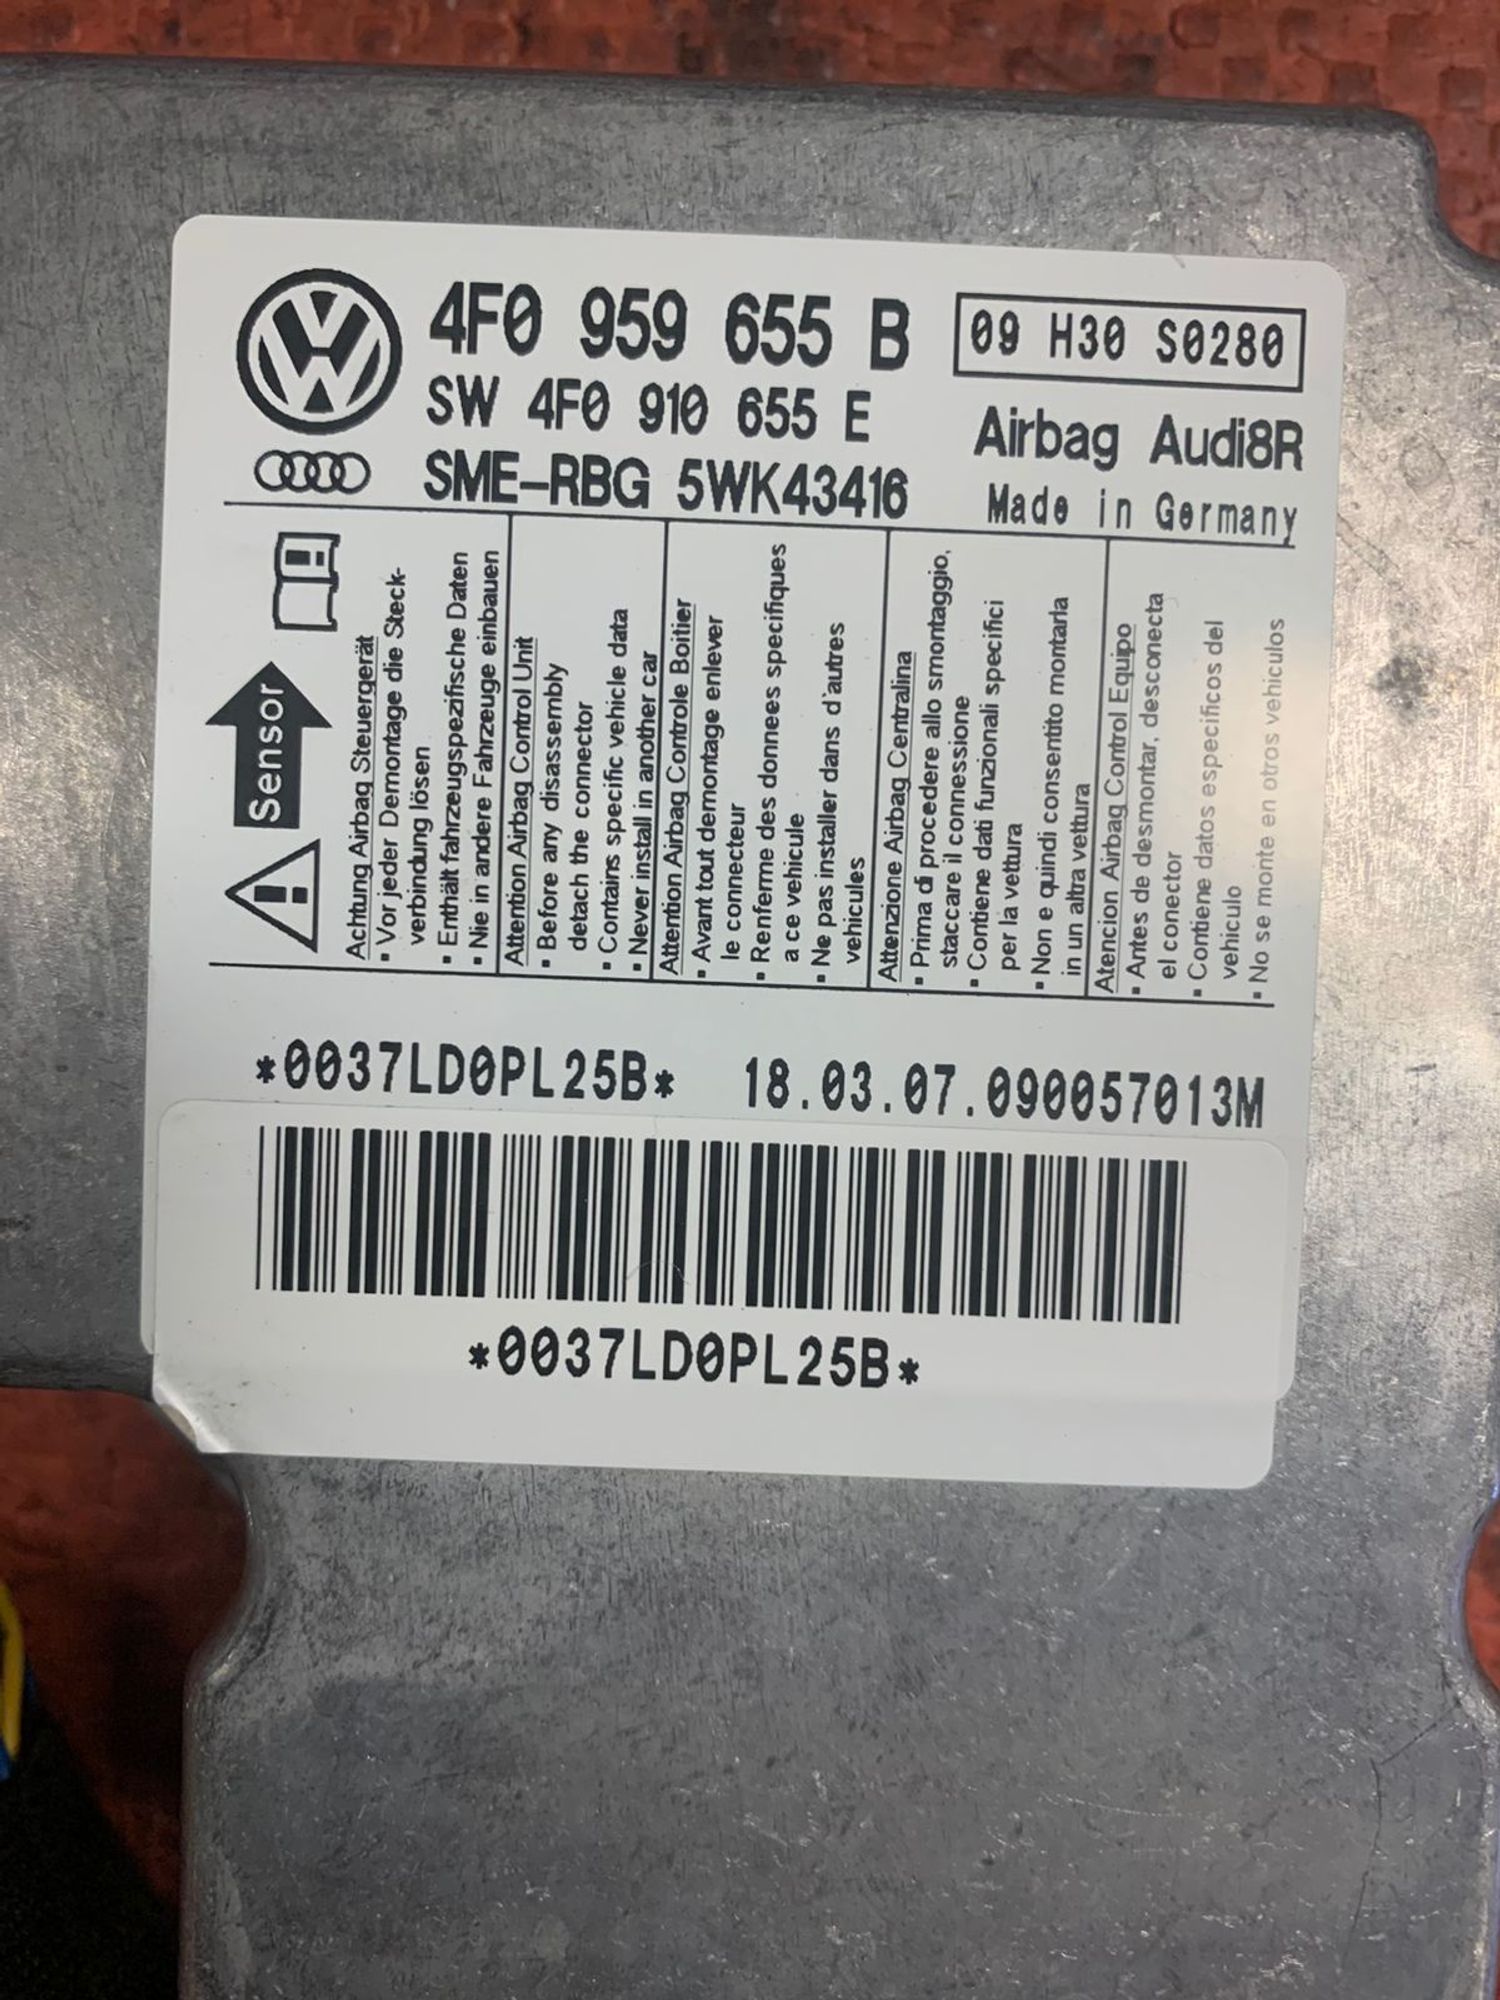 4F0 959 655 B
09 H30 S0280
SW 4F0 910 655 E
Airbag Audi8R
SME-RBG 5WK43416
Made in Germany
Sensor
Achtung Airbag Steuergerät
▪ Vor jeder Demontage die Steck-
verbindung lösen
▪ Enthält fahrzeugspezifische Daten
▪ Nie in andere Fahrzeuge einbauen
Attention Airbag Control Unit
▪ Before any disassembly
detach the connector
▪ Contains specific vehicle data
▪ Never install in another car
Attention Airbag Controle Boitier
▪ Avant tout demontage enlever
le connecteur
▪ Renferme des donnees specifiques
a ce vehicule
▪ Ne pas installer dans d'autres
vehicules
Attenzione Airbag Centralina
▪ Prima di procedere allo smontaggio,
staccare il connessione
▪ Contiene dati funzionali specifici
per la vettura
▪ Non e quindi consentito montarla
in un altra vettura
Atencion Airbag Control Equipo
▪ Antes de desmontar, desconecta
el conector
▪ Contiene datos especificos del
vehiculo
▪ No se monte en otros vehiculos
*0037LD0PL25B* 18.03.07.090057013M
*0037LD0PL25B*